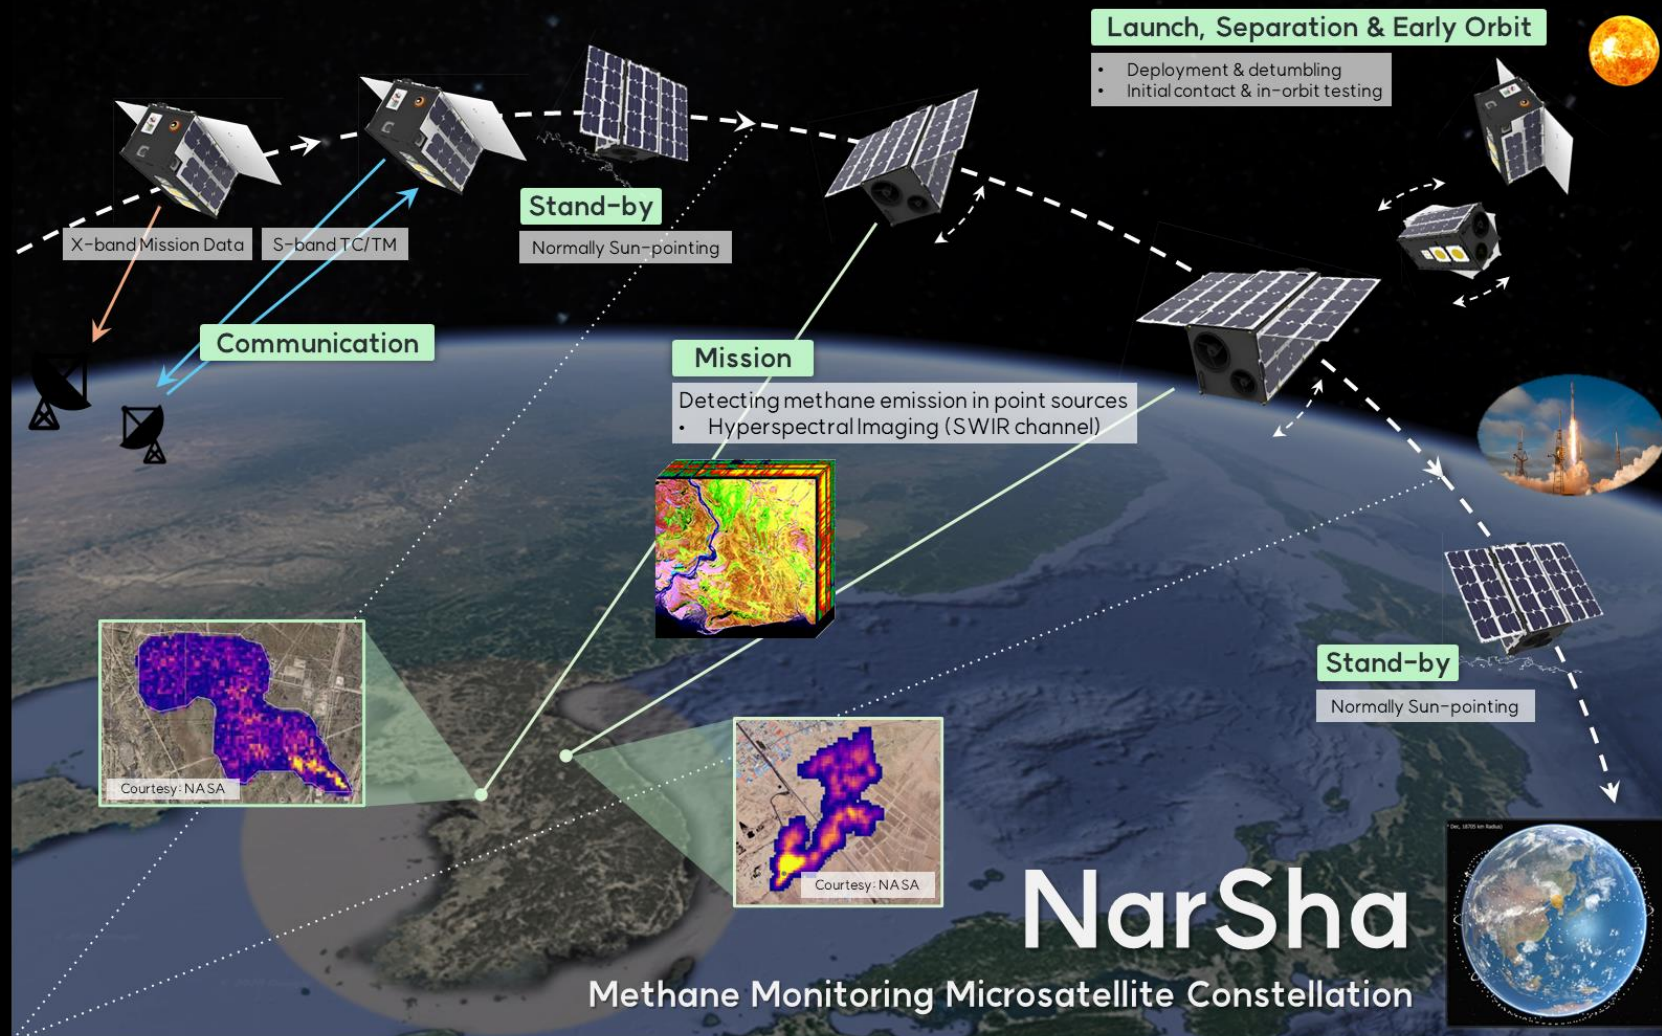 Launch, Separation & Early Orbit
• Deployment & detumbling
• Initial contact & in-orbit testing
Stand-by
Normally Sun-pointing
X-band Mission Data
S-band TC/TM
Communication
Mission
Detecting methane emission in point sources
• Hyperspectral Imaging (SWIR channel)
Stand-by
Normally Sun-pointing
Courtesy: NASA
Courtesy: NASA
NarSha
Methane Monitoring Microsatellite Constellation